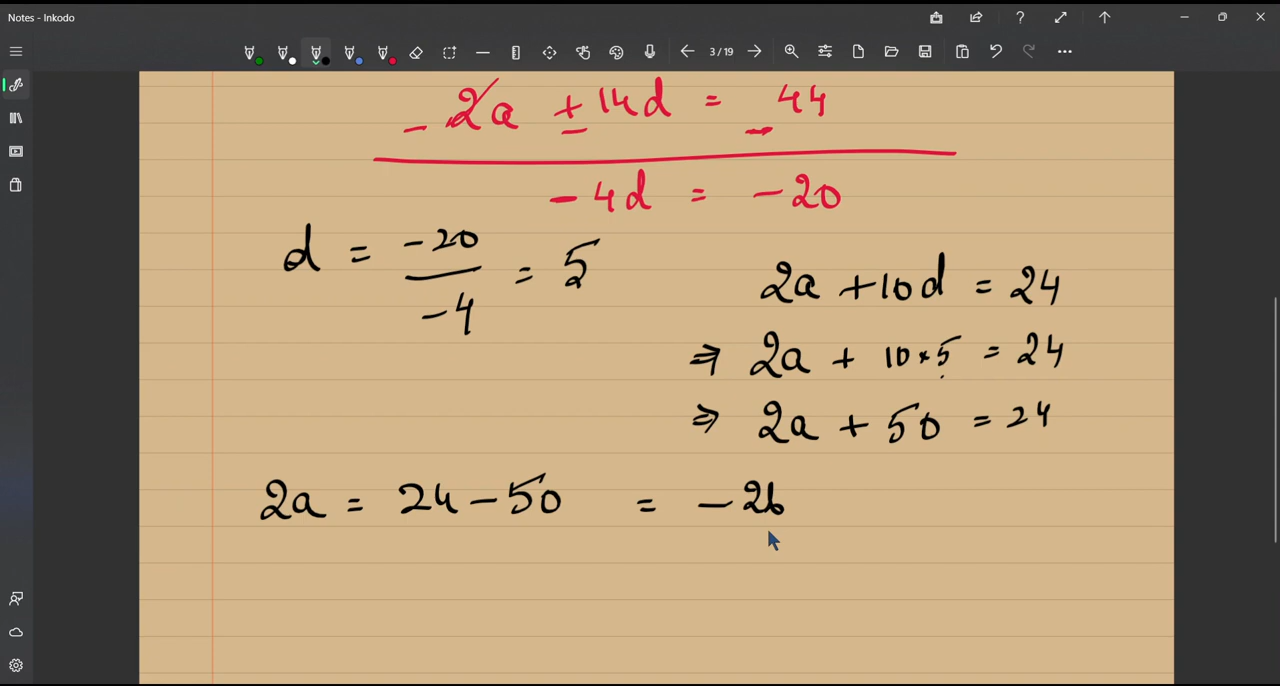 Notes - Inkodo
3 / 19
- 2a + 14d = 44
- 4d = - 20
d = -20 / -4 = 5
2a + 10d = 24
⇒ 2a + 10 × 5 = 24
⇒ 2a + 50 = 24
2a = 24 - 50 = - 26